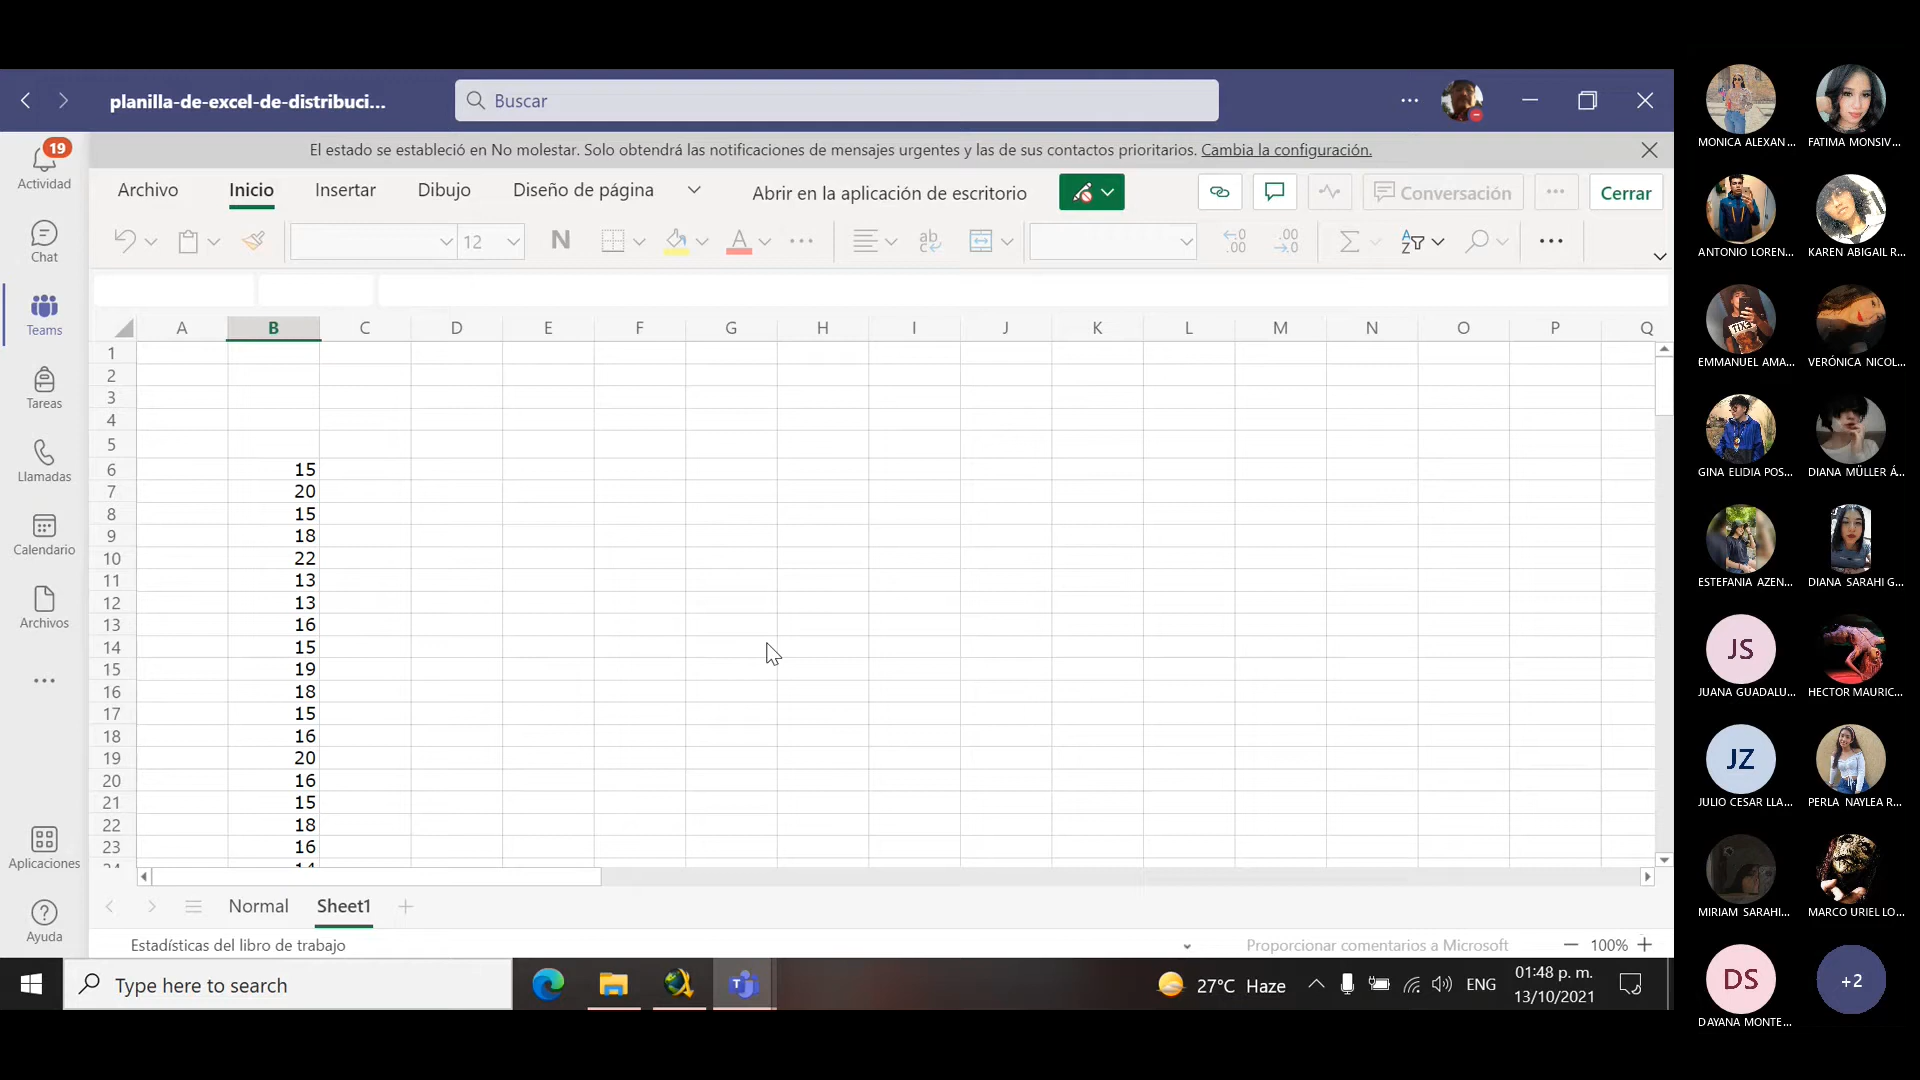 planilla-de-excel-de-distribuci...
Buscar
El estado se estableció en No molestar. Solo obtendrá las notificaciones de mensajes urgentes y las de sus contactos prioritarios. Cambia la configuración.
19
Actividad
Chat
Teams
Tareas
Llamadas
Calendario
Archivos
Aplicaciones
Ayuda
Archivo Inicio Insertar Dibujo Diseño de página Abrir en la aplicación de escritorio Conversación Cerrar
12 N A ab .00 .00
A B C D E F G H I J K L M N O P Q
1
2
3
4
5
6 15
7 20
8 15
9 18
10 22
11 13
12 13
13 16
14 15
15 19
16 18
17 15
18 16
19 20
20 16
21 15
22 18
23 16
24 14
Normal Sheet1
Estadísticas del libro de trabajo Proporcionar comentarios a Microsoft 100%
Type here to search 27°C Haze ENG 01:48 p. m.
13/10/2021
MONICA ALEXAN... FATIMA MONSIV...
ANTONIO LOREN... KAREN ABIGAIL R...
EMMANUEL AMA... VERÓNICA NICOL...
GINA ELIDIA POS... DIANA MÜLLER Á...
ESTEFANIA AZEN... DIANA SARAHI G...
JS
JUANA GUADALU... HECTOR MAURIC...
JZ
JULIO CESAR LLA... PERLA NAYLEA R...
MIRIAM SARAHI... MARCO URIEL LO...
DS +2
DAYANA MONTE...